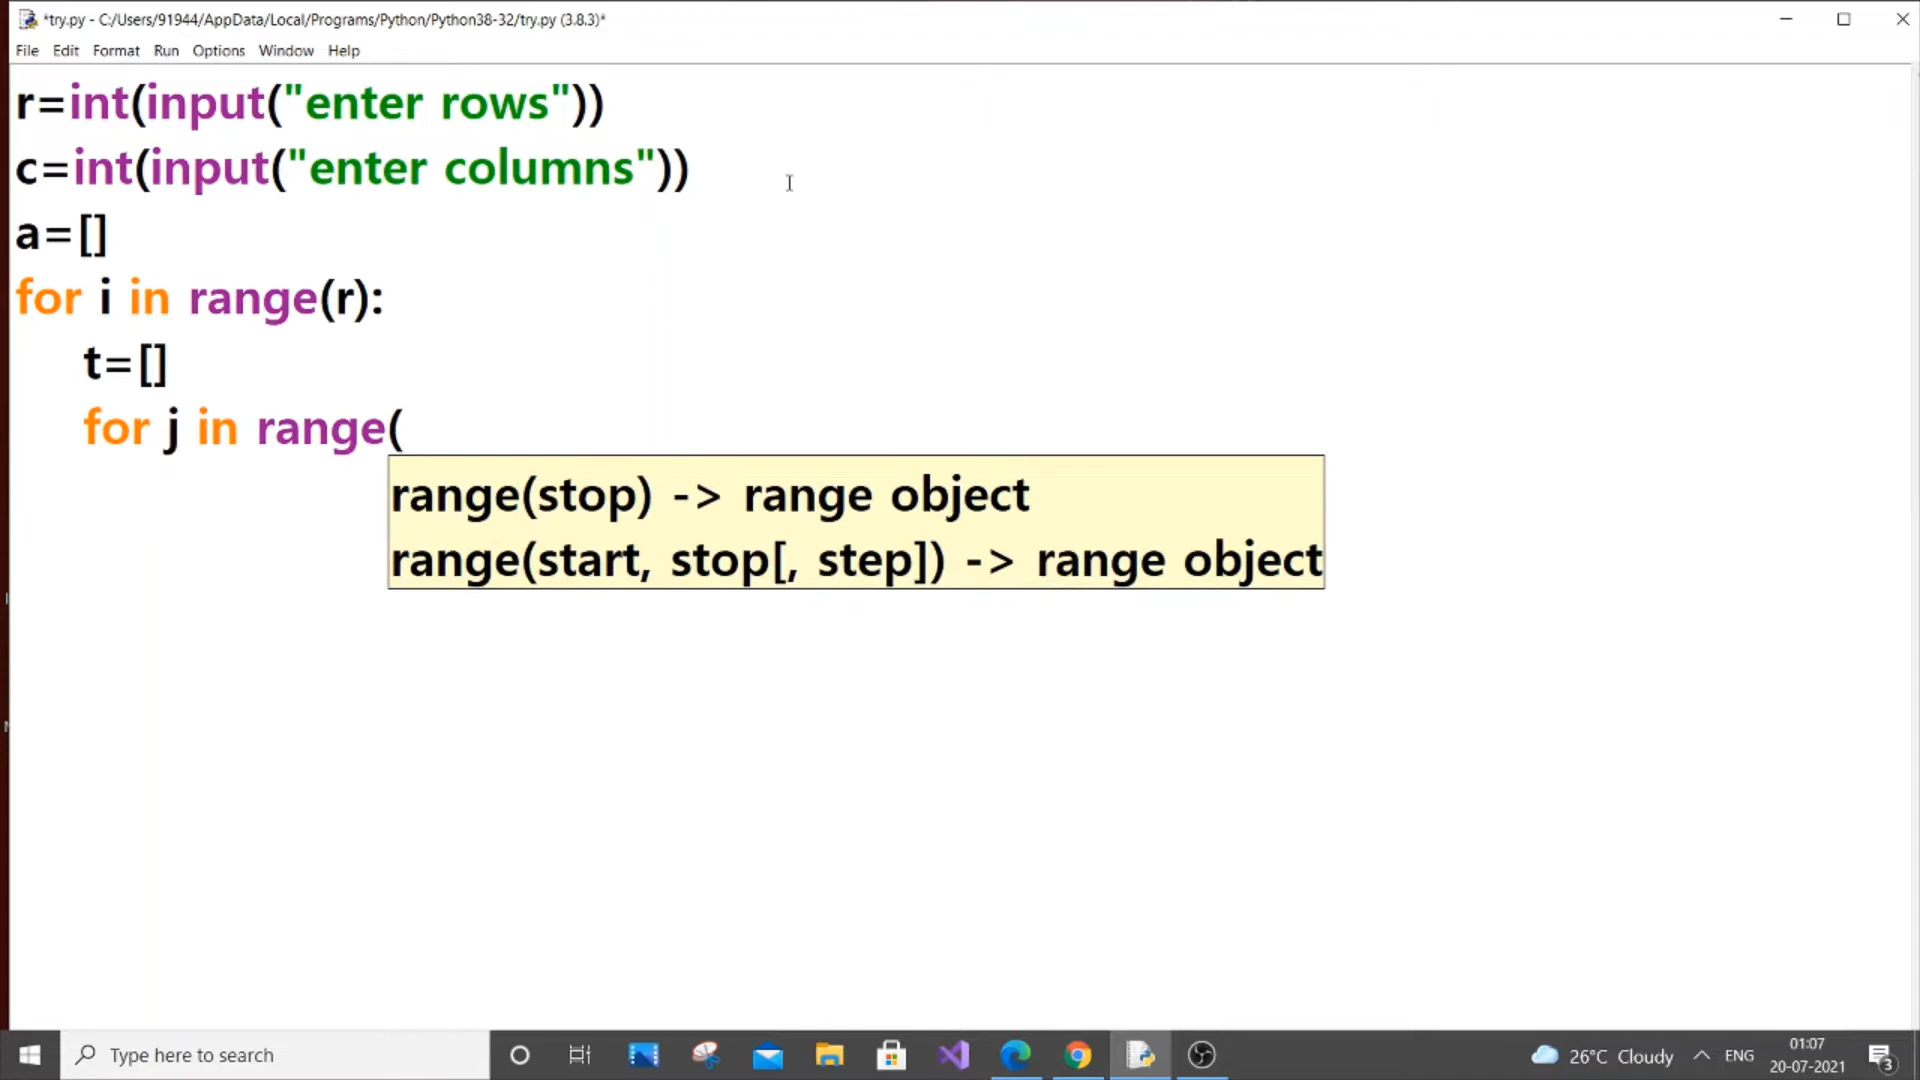 *try.py - C:/Users/91944/AppData/Local/Programs/Python/Python38-32/try.py (3.8.3)*
File Edit Format Run Options Window Help
r=int(input("enter rows"))
c=int(input("enter columns"))
a=[]
for i in range(r):
t=[]
for j in range(
range(stop) -> range object
range(start, stop[, step]) -> range object
Type here to search
26°C Cloudy
ENG
01:07
20-07-2021
3